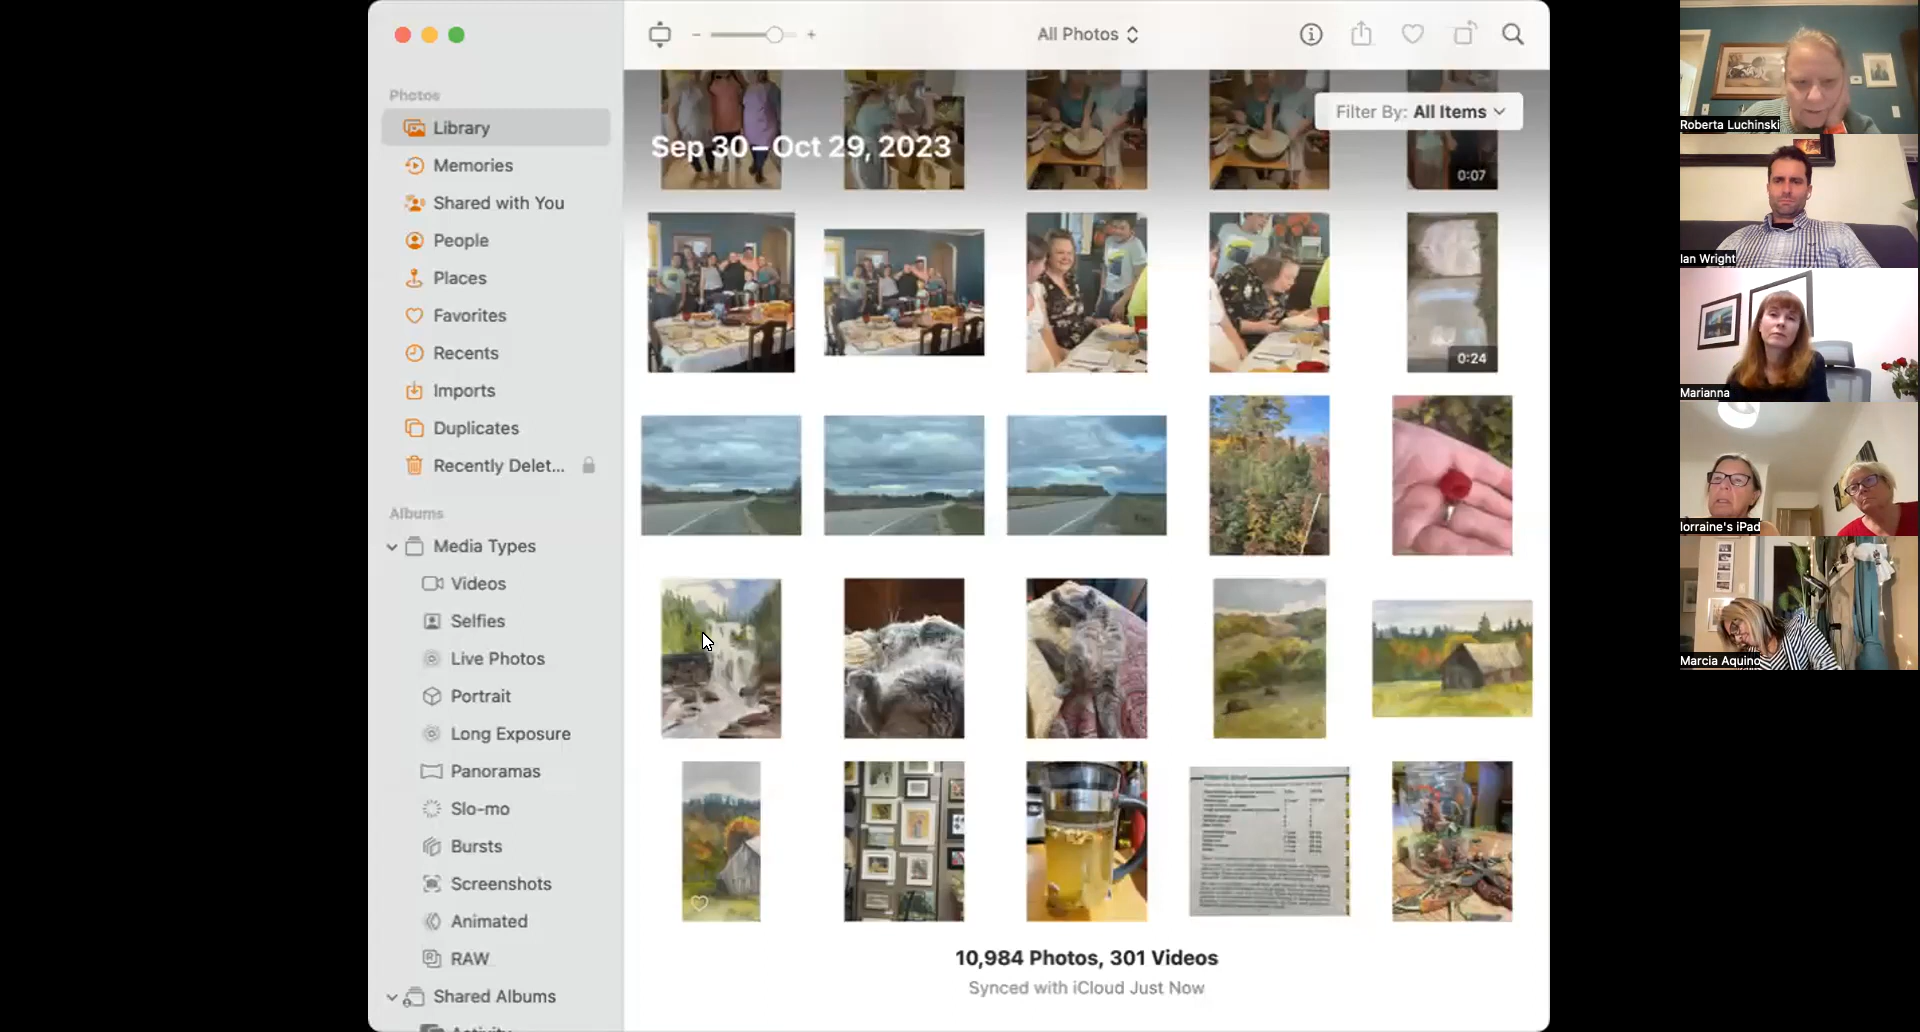 Photos
Library
Memories
Shared with You
People
Places
Favorites
Recents
Imports
Duplicates
Recently Delet...
Albums
Media Types
Videos
Selfies
Live Photos
Portrait
Long Exposure
Panoramas
Slo-mo
Bursts
Screenshots
Animated
RAW
Shared Albums
Activity
All Photos
Filter By: All Items
Sep 30–Oct 29, 2023
0:07
0:24
10,984 Photos, 301 Videos
Synced with iCloud Just Now
Roberta Luchinski
Ian Wright
Marianna
lorraine's iPad
Marcia Aquino